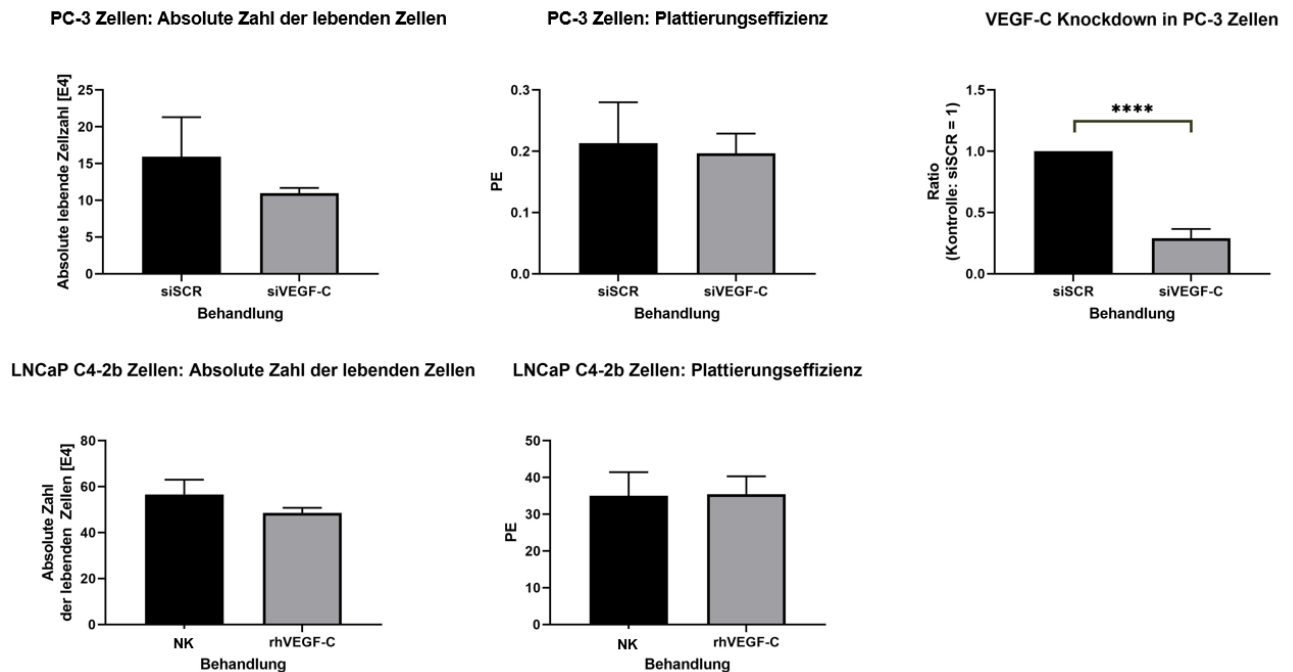 PC-3 Zellen: Absolute Zahl der lebenden Zellen
Absolute lebende Zellzahl [E4]
25
20
15
10
5
0
siSCR
siVEGF-C
Behandlung
PC-3 Zellen: Plattierungseffizienz
PE
0.3
0.2
0.1
0.0
siSCR
siVEGF-C
Behandlung
VEGF-C Knockdown in PC-3 Zellen
Ratio
(Kontrolle: siSCR = 1)
1.5
1.0
0.5
0.0
****
siSCR
siVEGF-C
Behandlung
LNCaP C4-2b Zellen: Absolute Zahl der lebenden Zellen
Absolute Zahl
der lebenden Zellen [E4]
80
60
40
20
0
NK
rhVEGF-C
Behandlung
LNCaP C4-2b Zellen: Plattierungseffizienz
PE
50
40
30
20
10
0
NK
rhVEGF-C
Behandlung